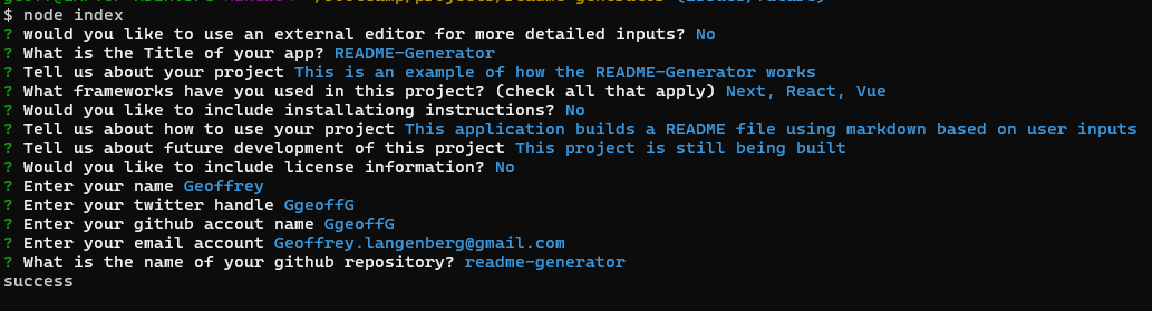 $ node index
? would you like to use an external editor for more detailed inputs? No
? What is the Title of your app? README-Generator
? Tell us about your project This is an example of how the README-Generator works
? What frameworks have you used in this project? (check all that apply) Next, React, Vue
? Would you like to include installationg instructions? No
? Tell us about how to use your project This application builds a README file using markdown based on user inputs
? Tell us about future development of this project This project is still being built
? Would you like to include license information? No
? Enter your name Geoffrey
? Enter your twitter handle GgeoffG
? Enter your github accout name GgeoffG
? Enter your email account Geoffrey.langenberg@gmail.com
? What is the name of your github repository? readme-generator
success